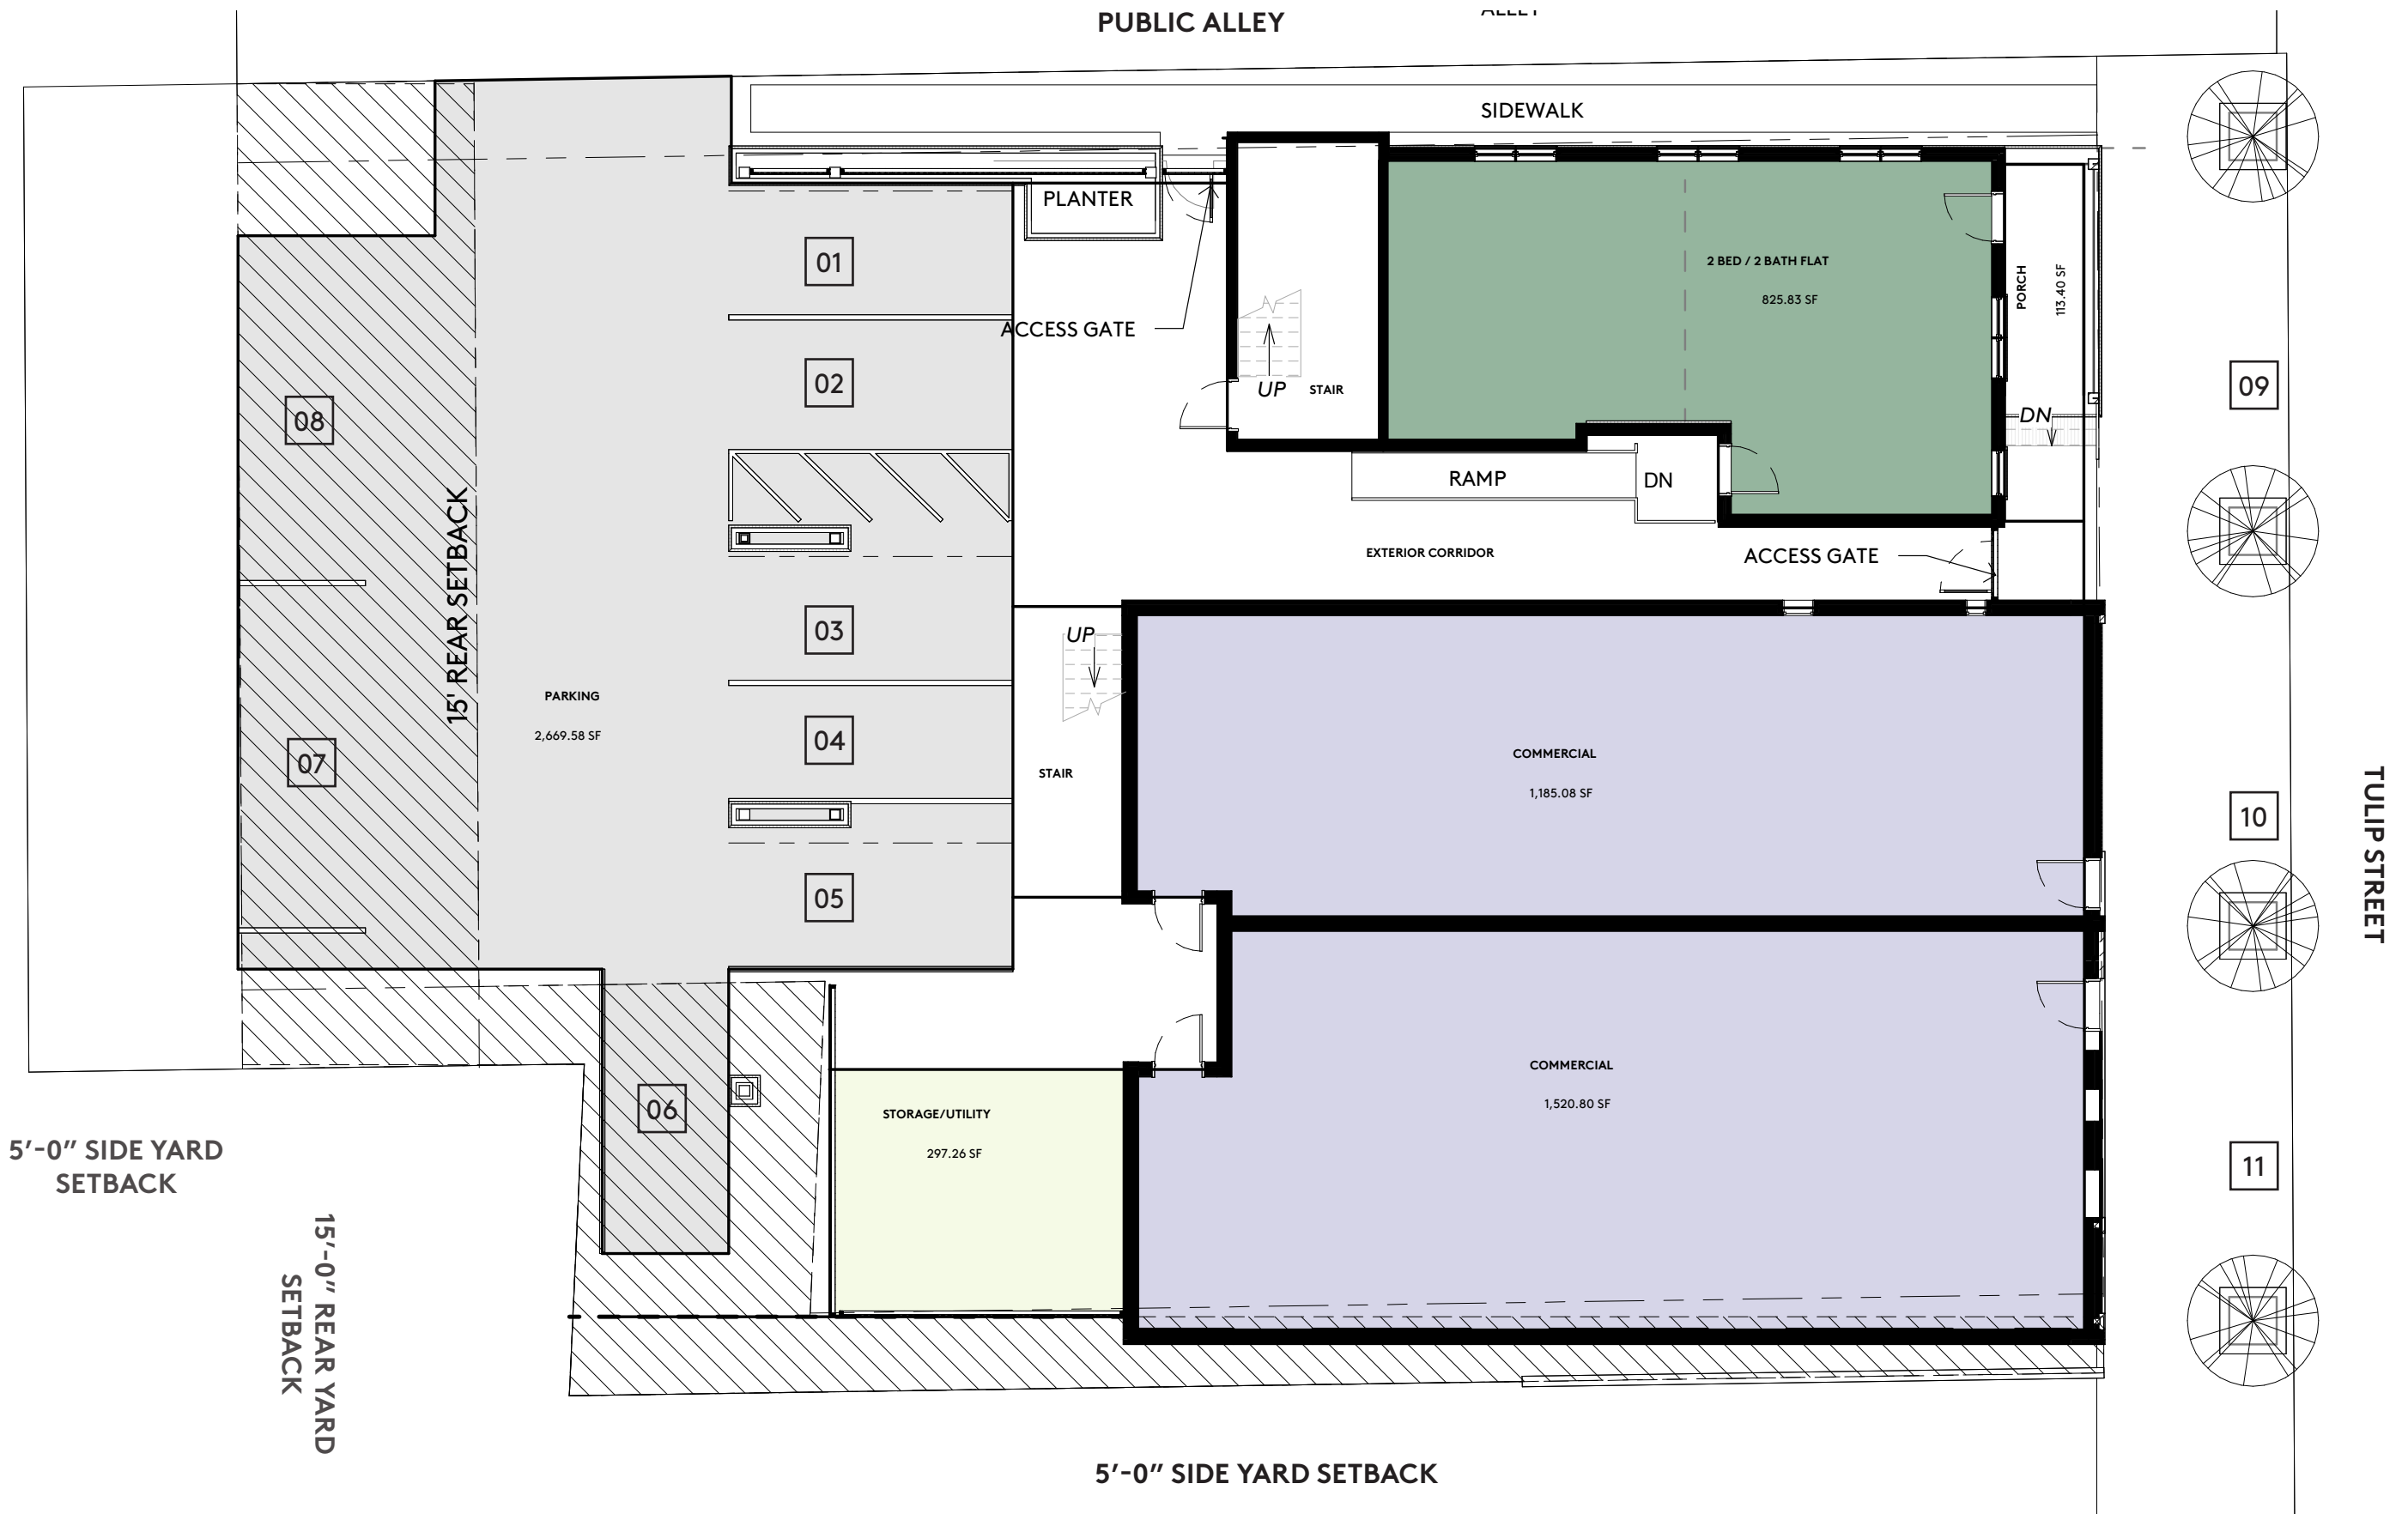 PUBLIC ALLEY
ALLEY
SIDEWALK
PLANTER
01
2 BED / 2 BATH FLAT
825.83 SF
PORCH
113.40 SF
ACCESS GATE
02
UP
STAIR
09
08
DN
RAMP
DN
15' REAR SETBACK
EXTERIOR CORRIDOR
ACCESS GATE
03
UP
PARKING
2,669.58 SF
04
07
STAIR
COMMERCIAL
1,185.08 SF
10
TULIP STREET
05
COMMERCIAL
1,520.80 SF
06
STORAGE/UTILITY
297.26 SF
11
5’-0” SIDE YARD
SETBACK
15’-0” REAR YARD
SETBACK
5’-0” SIDE YARD SETBACK